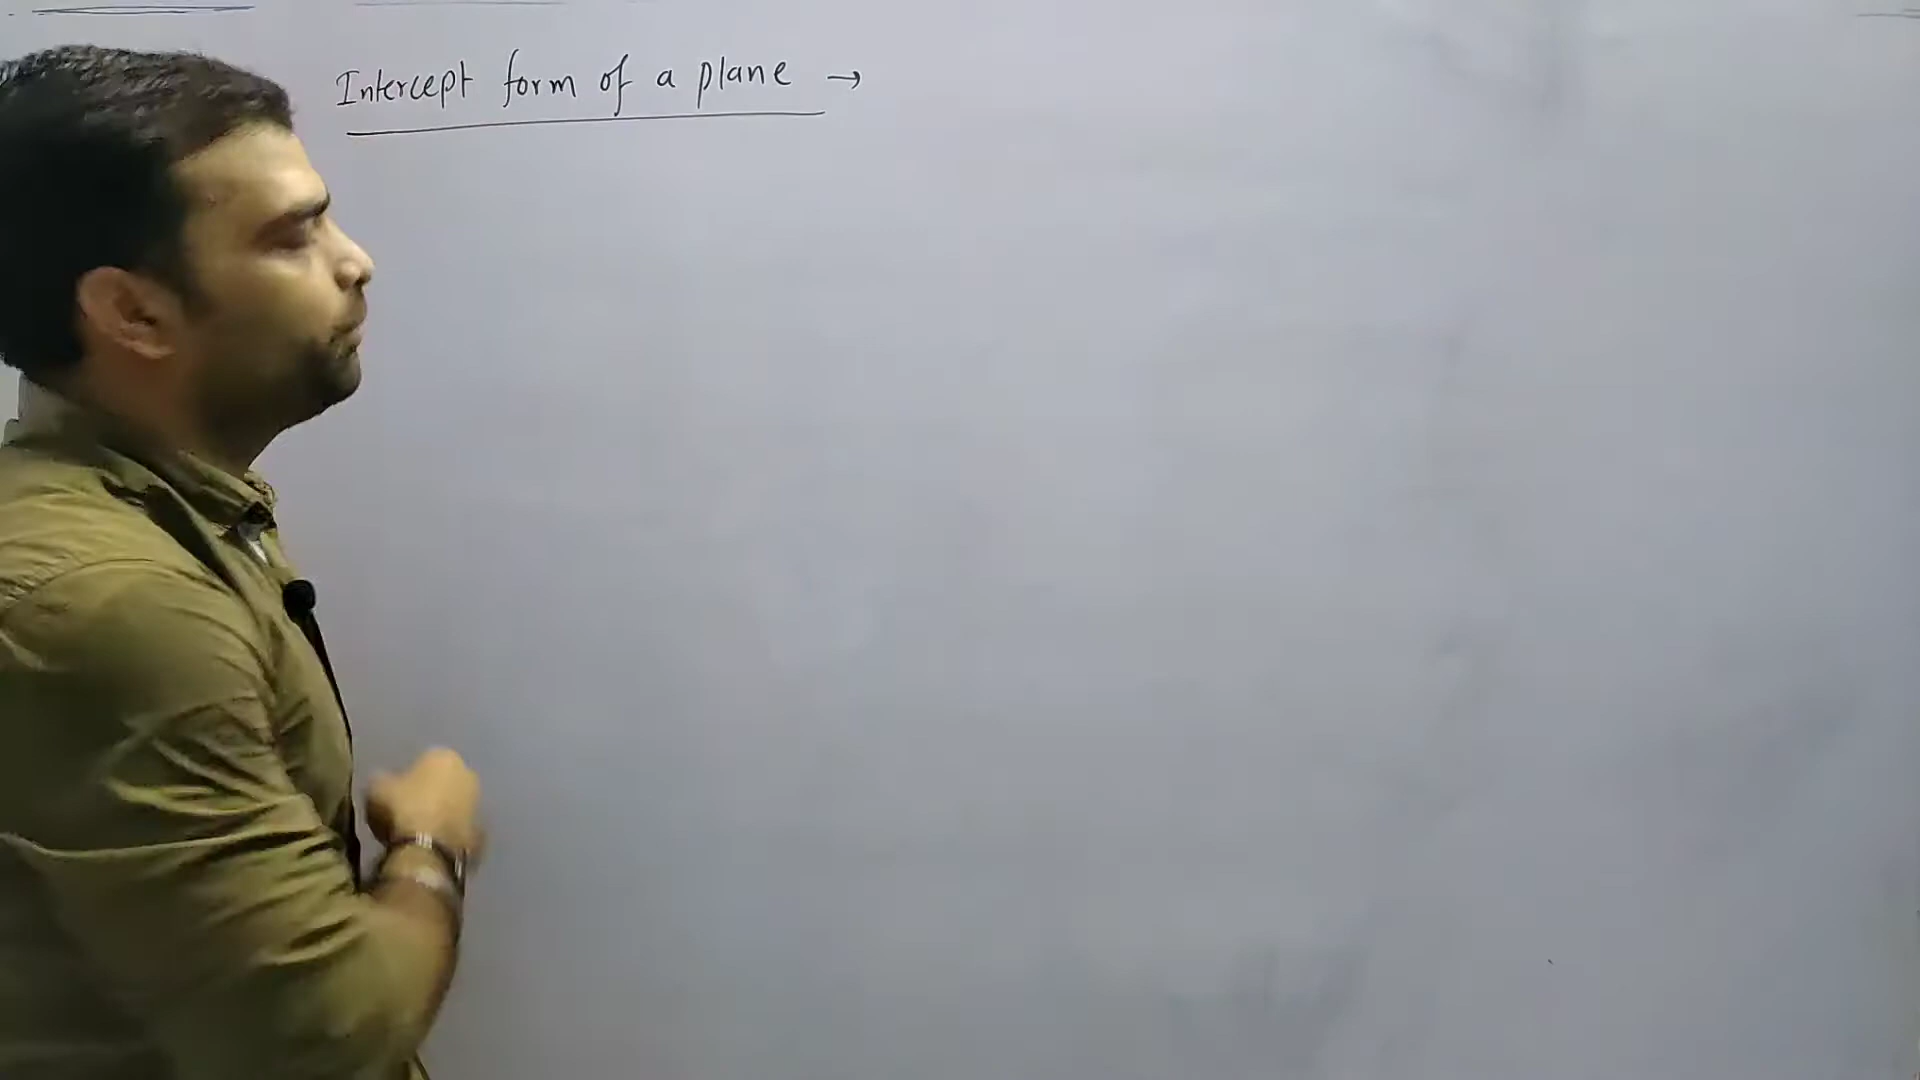 Intercept form of a plane →